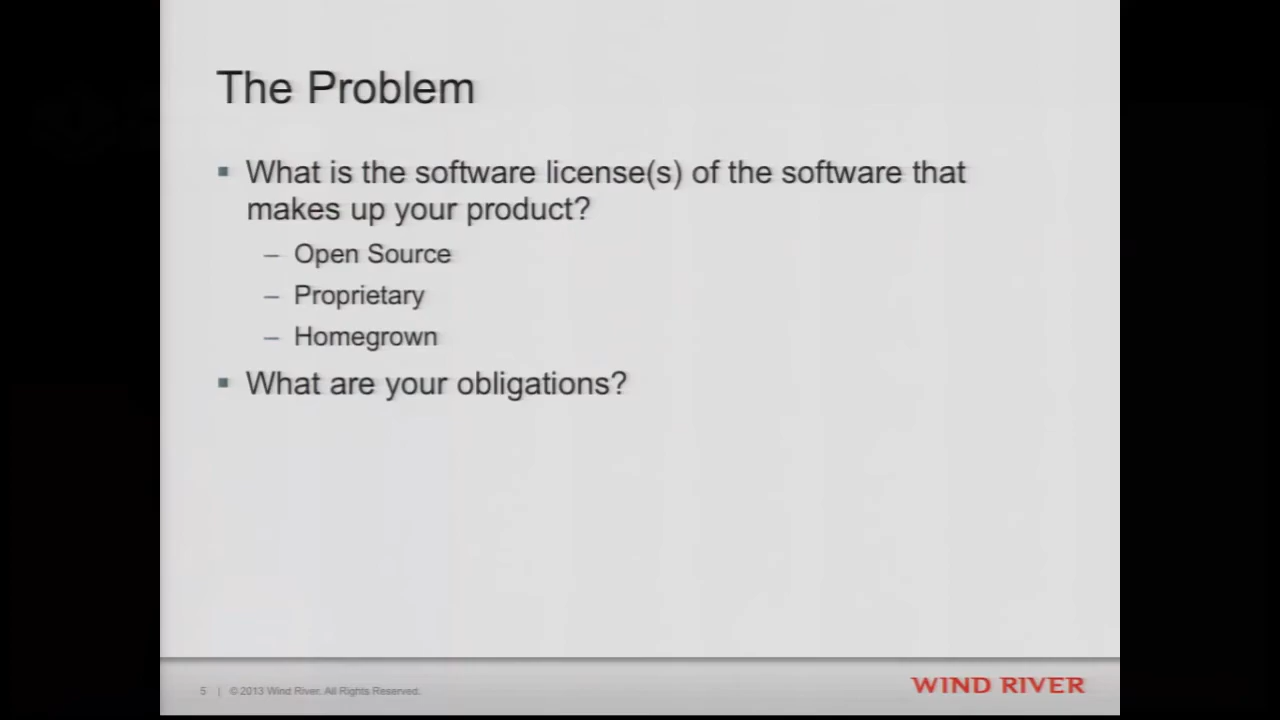 The Problem
▪ What is the software license(s) of the software that
makes up your product?
– Open Source
– Proprietary
– Homegrown
▪ What are your obligations?
5 | © 2013 Wind River. All Rights Reserved.
WIND RIVER